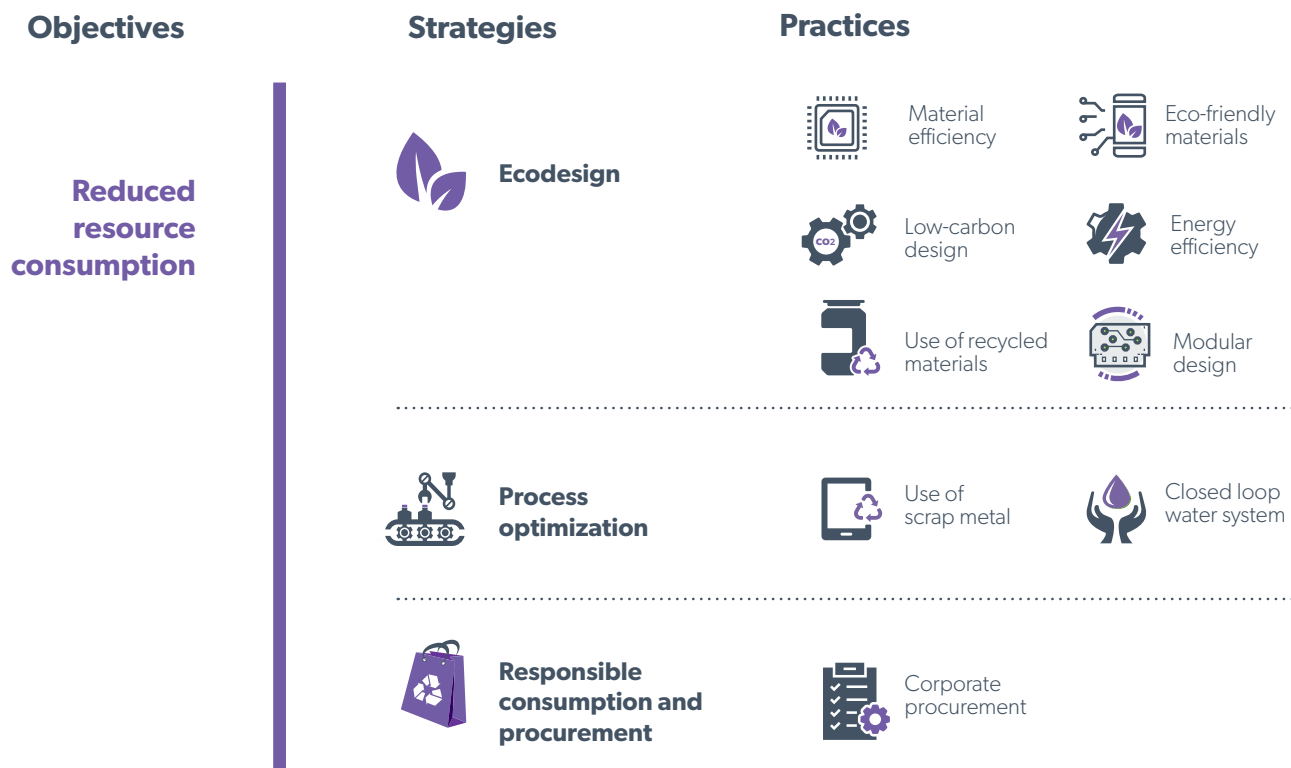 Objectives
Strategies
Practices
Reduced
resource
consumption
Ecodesign
Material
efficiency
Eco-friendly
materials
CO2
Low-carbon
design
Energy
efficiency
Use of recycled
materials
Modular
design
Process
optimization
Use of
scrap metal
Closed loop
water system
Responsible
consumption and
procurement
Corporate
procurement